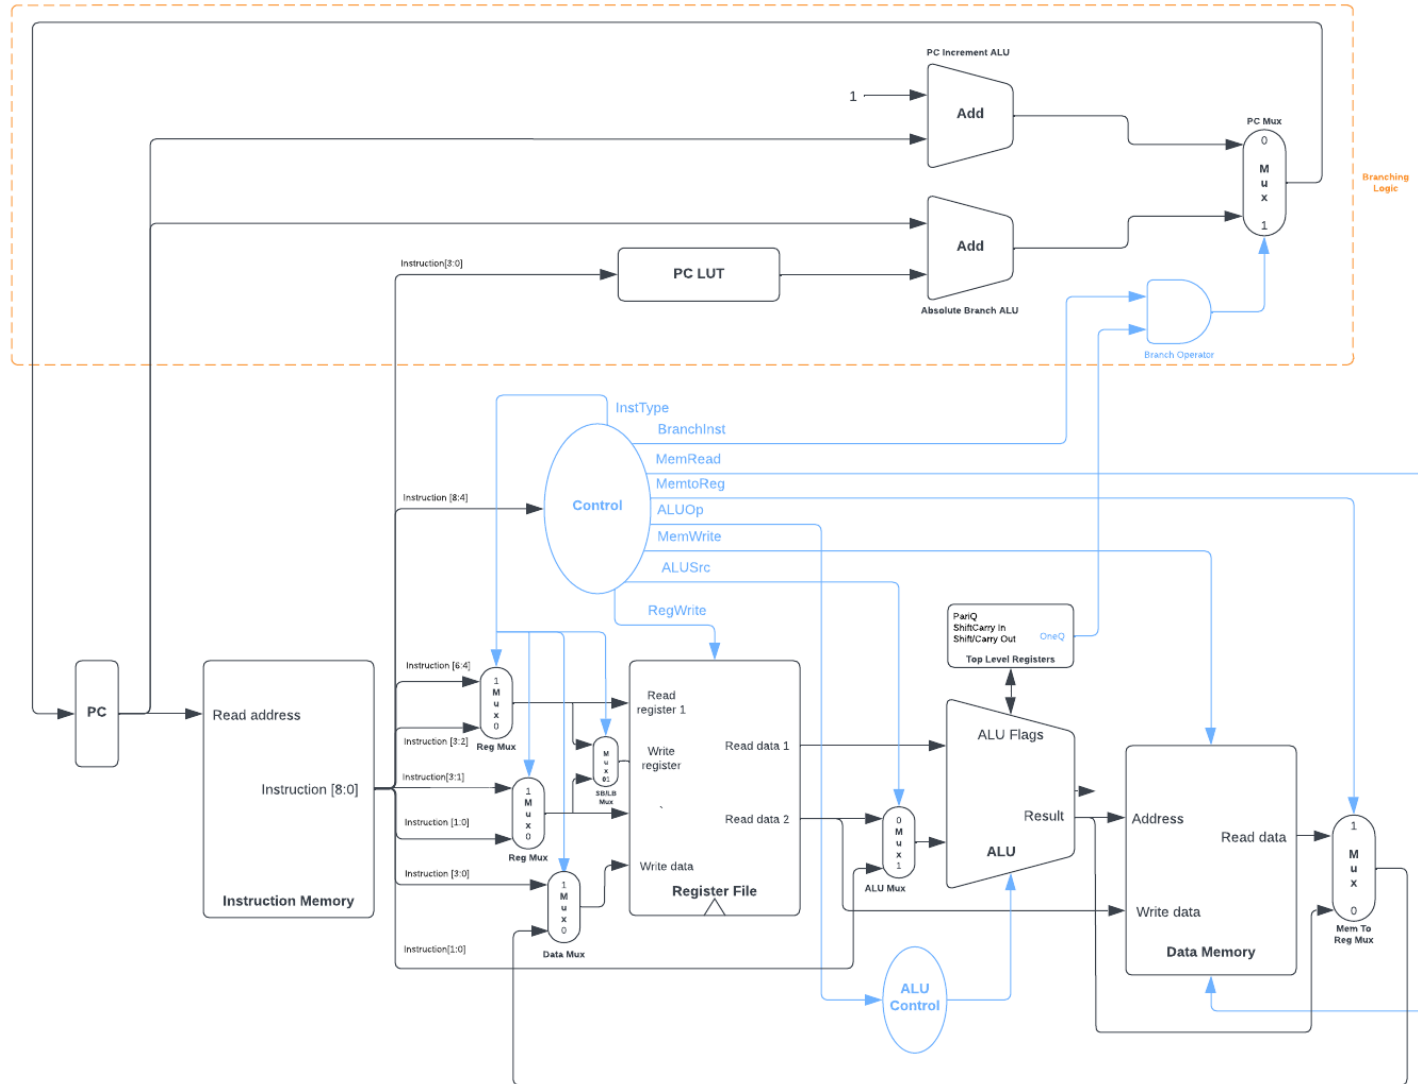 PC Increment ALU
1
Add
PC Mux
0
M
u
x
1
Branching
Logic
Add
Instruction[3:0]
PC LUT
Absolute Branch ALU
Branch Operator
InstType
BranchInst
MemRead
MemtoReg
Instruction [8:4]
Control
ALUOp
MemWrite
ALUSrc
RegWrite
PariQ
ShiftCarry In
Shift/Carry Out
OneQ
Top Level Registers
Instruction [6:4]
1
M
u
x
0
Reg Mux
Instruction [3:2]
PC
Read address
Instruction [8:0]
Instruction Memory
Read
register 1
Write
register
`
Write data
Read data 1
Read data 2
Register File
M
u
x
01
SB/LB
Mux
Instruction[3:1]
1
M
u
x
0
Instruction [1:0]
Reg Mux
Instruction [3:0]
1
M
u
x
0
Data Mux
Instruction[1:0]
0
M
u
x
1
ALU Mux
ALU Flags
Result
ALU
ALU
Control
Address
Read data
Write data
Data Memory
1
M
u
x
0
Mem To
Reg Mux